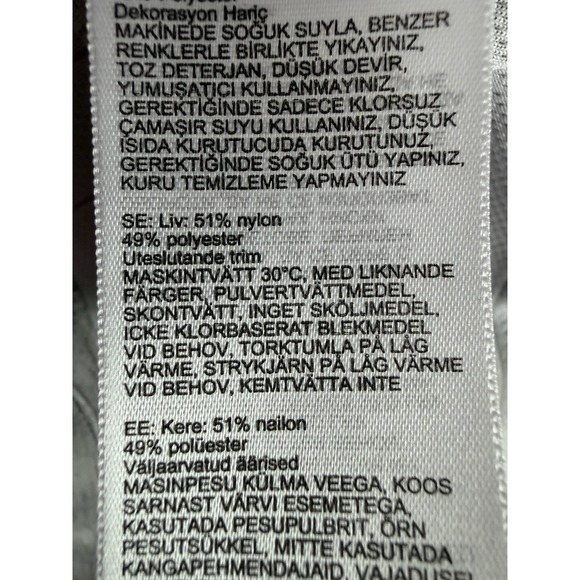 Polyester
Dekorasyon Hariç
MAKİNEDE SOĞUK SUYLA, BENZER
RENKLERLE BİRLİKTE YIKAYINIZ,
TOZ DETERJAN, DÜŞÜK DEVİR,
YUMUŞATICI KULLANMAYINIZ,
GEREKTİĞİNDE SADECE KLORSUZ
ÇAMAŞIR SUYU KULLANINIZ, DÜŞÜK
ISIDA KURUTUCUDA KURUTUNUZ,
GEREKTİĞİNDE SOĞUK ÜTÜ YAPINIZ,
KURU TEMİZLEME YAPMAYINIZ
SE: Liv: 51% nylon
49% polyester
Uteslutande trim
MASKINTVÄTT 30°C, MED LIKNANDE
FÄRGER, PULVERTVÄTTMEDEL,
SKONTVÄTT, INGET SKÖLJMEDEL,
ICKE KLORBASERAT BLEKMEDEL
VID BEHOV, TORKTUMLA PÅ LÅG
VÄRME, STRYKJÄRN PÅ LÅG VÄRME
VID BEHOV, KEMTVÄTTA INTE
EE: Kere: 51% nailon
49% polüester
Väljaarvatud äärised
MASINPESU KÜLMA VEEGA, KOOS
SARNAST VÄRVI ESEMETEGA,
KASUTADA PESUPULBRIT, ÕRN
PESUTSÜKKEL, MITTE KASUTADA
KANGAPEHMENDAJAID, VAJADUSEL